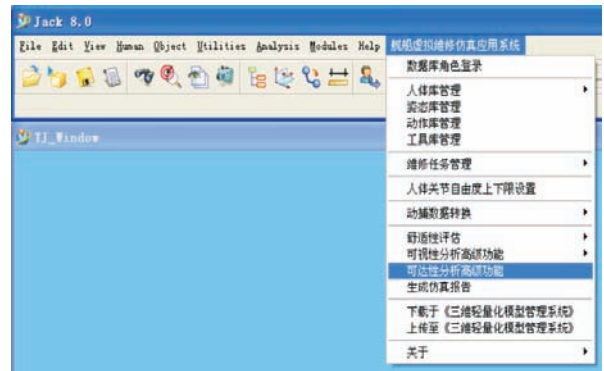 Jack 8.0
File Edit View Human Object Utilities Analysis Modules Help 舰船虚拟维修仿真应用系统
数据库角色登录
人体库管理
姿态库管理
动作库管理
工具库管理
TJ_Window
维修任务管理
人体关节自由度上下限设置
动捕数据转换
舒适性评估
可视性分析高级功能
可达性分析高级功能
生成仿真报告
下载于《三维轻量化模型管理系统》
上传至《三维轻量化模型管理系统》
关于